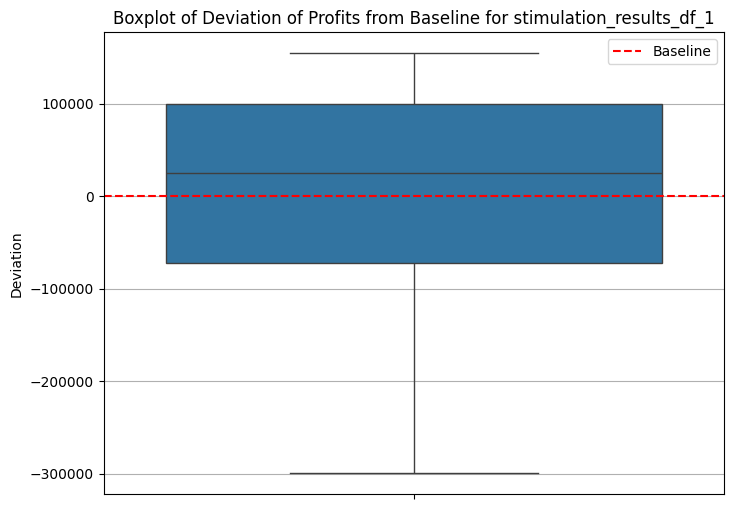 Boxplot of Deviation of Profits from Baseline for stimulation_results_df_1
Baseline
100000
0
−100000
−200000
−300000
Deviation